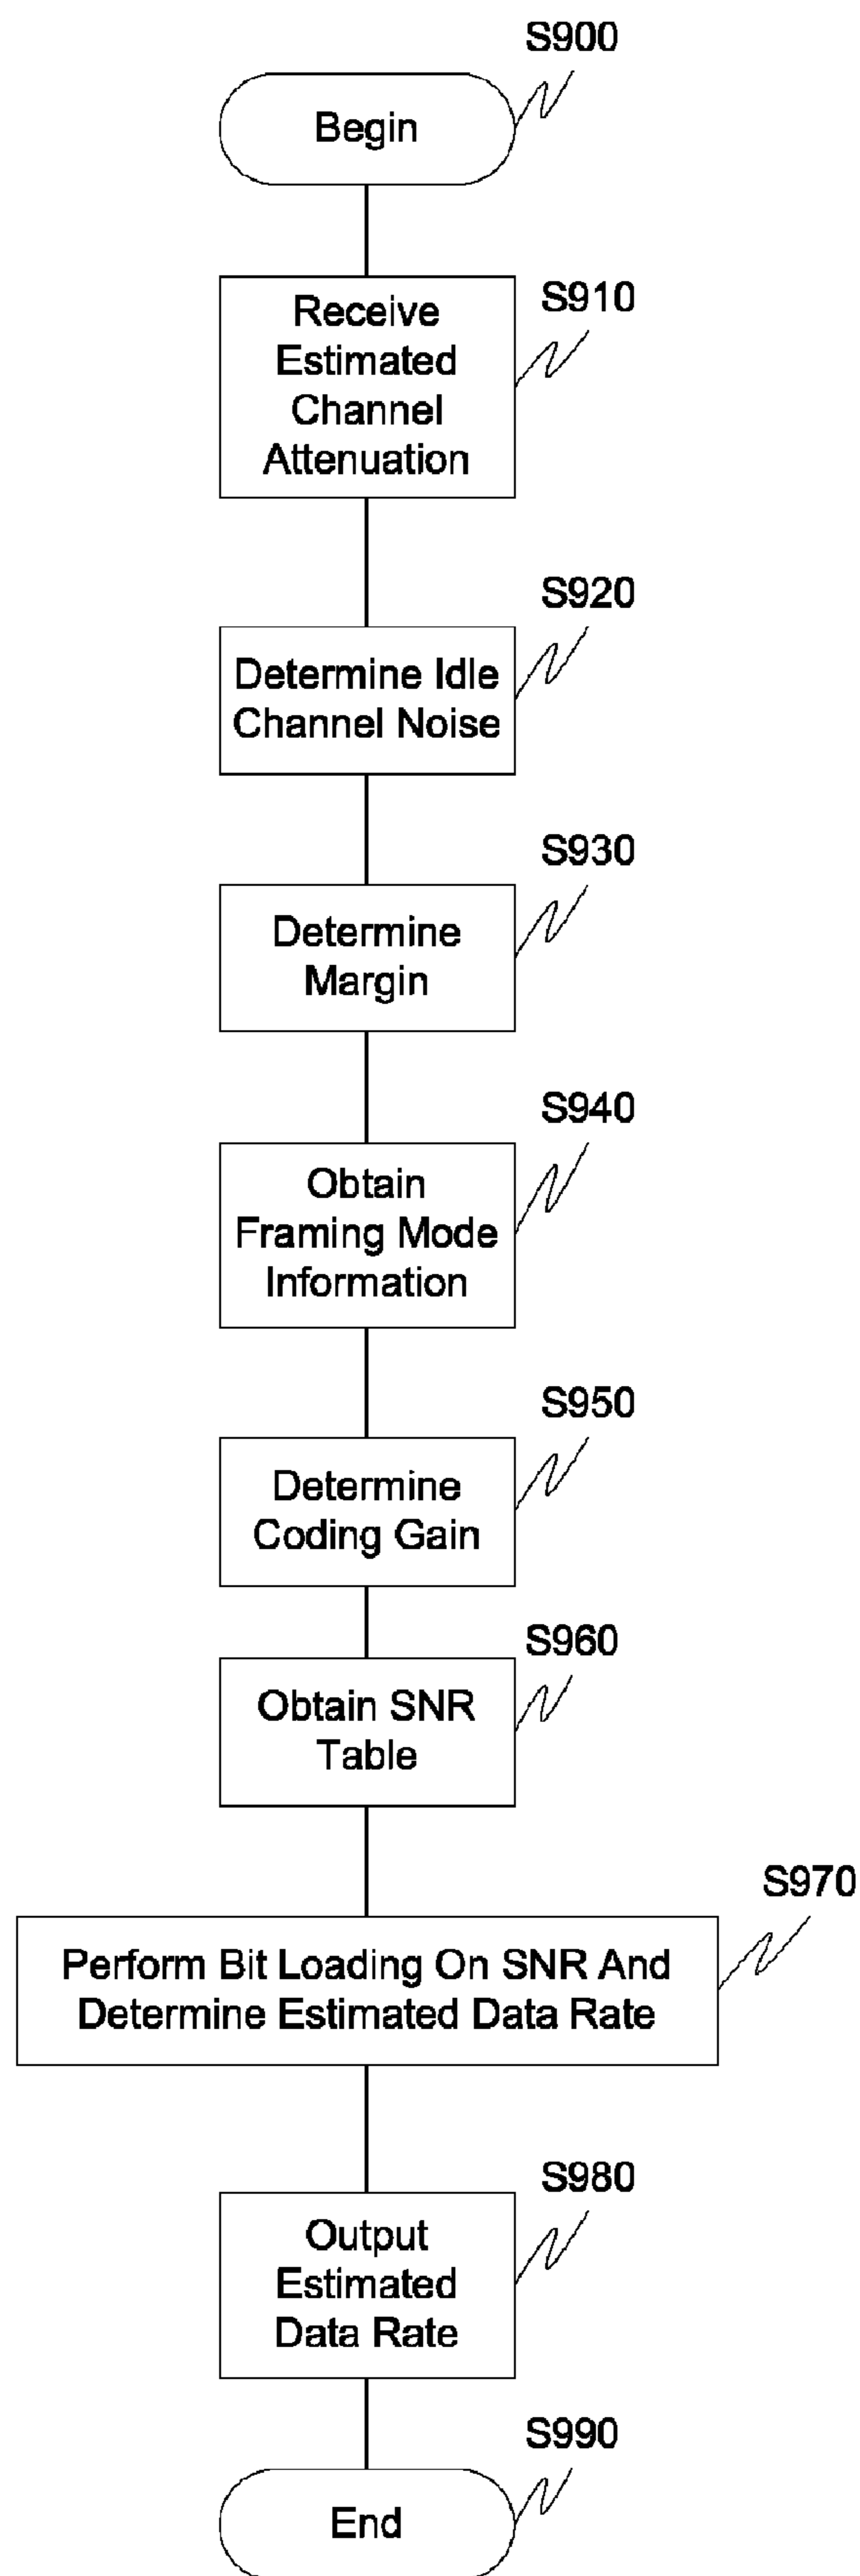 S900
Begin
S910
Receive
Estimated
Channel
Attenuation
S920
Determine Idle
Channel Noise
S930
Determine
Margin
S940
Obtain
Framing Mode
Information
S950
Determine
Coding Gain
S960
Obtain SNR
Table
S970
Perform Bit Loading On SNR And
Determine Estimated Data Rate
S980
Output
Estimated
Data Rate
S990
End